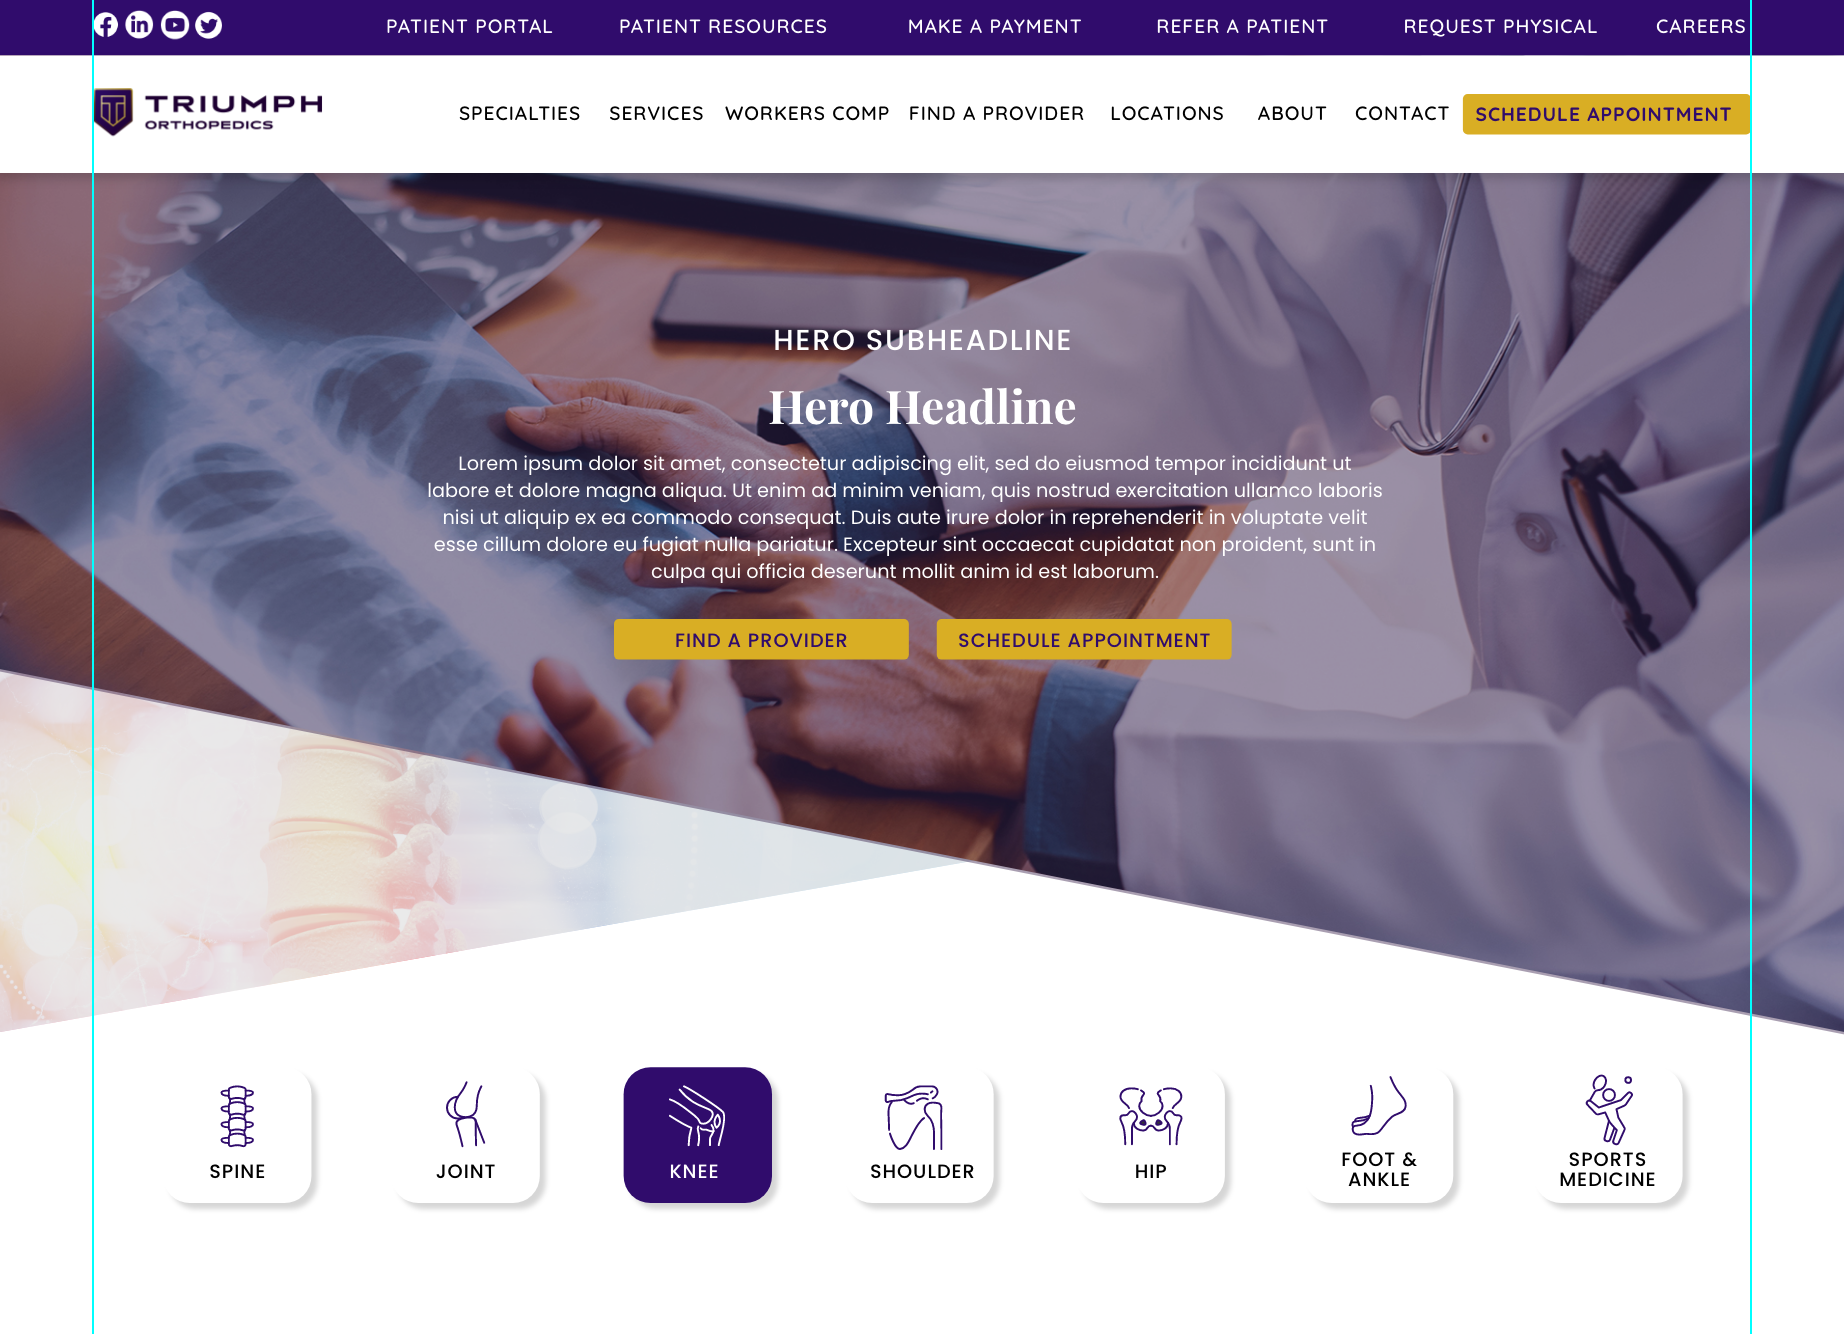 PATIENT PORTAL PATIENT RESOURCES MAKE A PAYMENT REFER A PATIENT REQUEST PHYSICAL CAREERS
TRIUMPH
ORTHOPEDICS
SPECIALTIES SERVICES WORKERS COMP FIND A PROVIDER LOCATIONS ABOUT CONTACT SCHEDULE APPOINTMENT
HERO SUBHEADLINE
Hero Headline
Lorem ipsum dolor sit amet, consectetur adipiscing elit, sed do eiusmod tempor incididunt ut
labore et dolore magna aliqua. Ut enim ad minim veniam, quis nostrud exercitation ullamco laboris
nisi ut aliquip ex ea commodo consequat. Duis aute irure dolor in reprehenderit in voluptate velit
esse cillum dolore eu fugiat nulla pariatur. Excepteur sint occaecat cupidatat non proident, sunt in
culpa qui officia deserunt mollit anim id est laborum.
FIND A PROVIDER SCHEDULE APPOINTMENT
SPINE
JOINT
KNEE
SHOULDER
HIP
FOOT &
ANKLE
SPORTS
MEDICINE